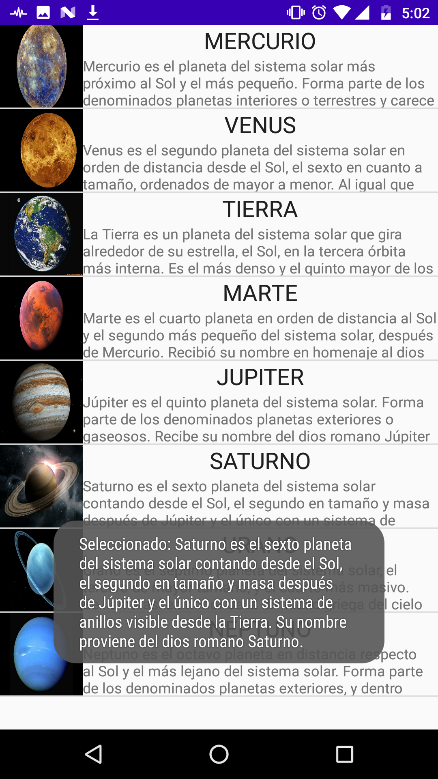 5:02
MERCURIO
Mercurio es el planeta del sistema solar más
próximo al Sol y el más pequeño. Forma parte de los
denominados planetas interiores o terrestres y carece
VENUS
Venus es el segundo planeta del sistema solar en
orden de distancia desde el Sol, el sexto en cuanto a
tamaño, ordenados de mayor a menor. Al igual que
TIERRA
La Tierra es un planeta del sistema solar que gira
alrededor de su estrella, el Sol, en la tercera órbita
más interna. Es el más denso y el quinto mayor de los
MARTE
Marte es el cuarto planeta en orden de distancia al Sol
y el segundo más pequeño del sistema solar, después
de Mercurio. Recibió su nombre en homenaje al dios
JUPITER
Júpiter es el quinto planeta del sistema solar. Forma
parte de los denominados planetas exteriores o
gaseosos. Recibe su nombre del dios romano Júpiter
SATURNO
Saturno es el sexto planeta del sistema solar
contando desde el Sol, el segundo en tamaño y masa
después de Júpiter y el único con un sistema de
Seleccionado: Saturno es el sexto planeta
del sistema solar contando desde el Sol,
el segundo en tamaño y masa después
de Júpiter y el único con un sistema de
anillos visible desde la Tierra. Su nombre
proviene del dios romano Saturno.
el
masivo.
del cielo
NEPTUNO
Neptuno es el octavo planeta en distancia respecto
al Sol y el más lejano del sistema solar. Forma parte
de los denominados planetas exteriores, y dentro